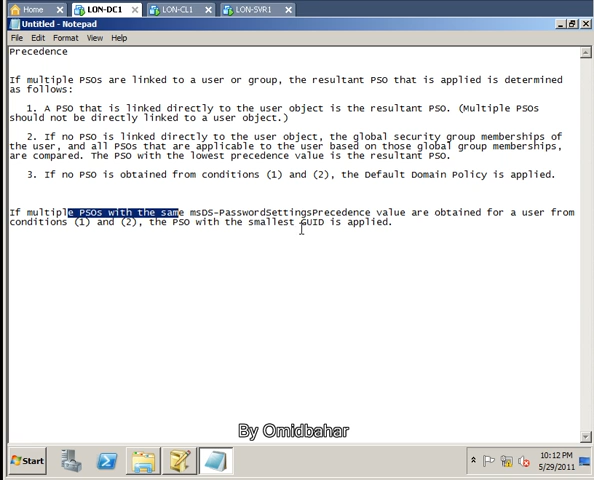 Home
LON-DC1
LON-CL1
LON-SVR1
Untitled - Notepad
File Edit Format View Help
Precedence
If multiple PSOs are linked to a user or group, the resultant PSO that is applied is determined
as follows:
1. A PSO that is linked directly to the user object is the resultant PSO. (Multiple PSOs
should not be directly linked to a user object.)
2. If no PSO is linked directly to the user object, the global security group memberships of
the user, and all PSOs that are applicable to the user based on those global group memberships,
are compared. The PSO with the lowest precedence value is the resultant PSO.
3. If no PSO is obtained from conditions (1) and (2), the Default Domain Policy is applied.
If multiple PSOs with the same msDS-PasswordSettingsPrecedence value are obtained for a user from
conditions (1) and (2), the PSO with the smallest GUID is applied.
By Omidbahar
Start
10:12 PM
5/29/2011